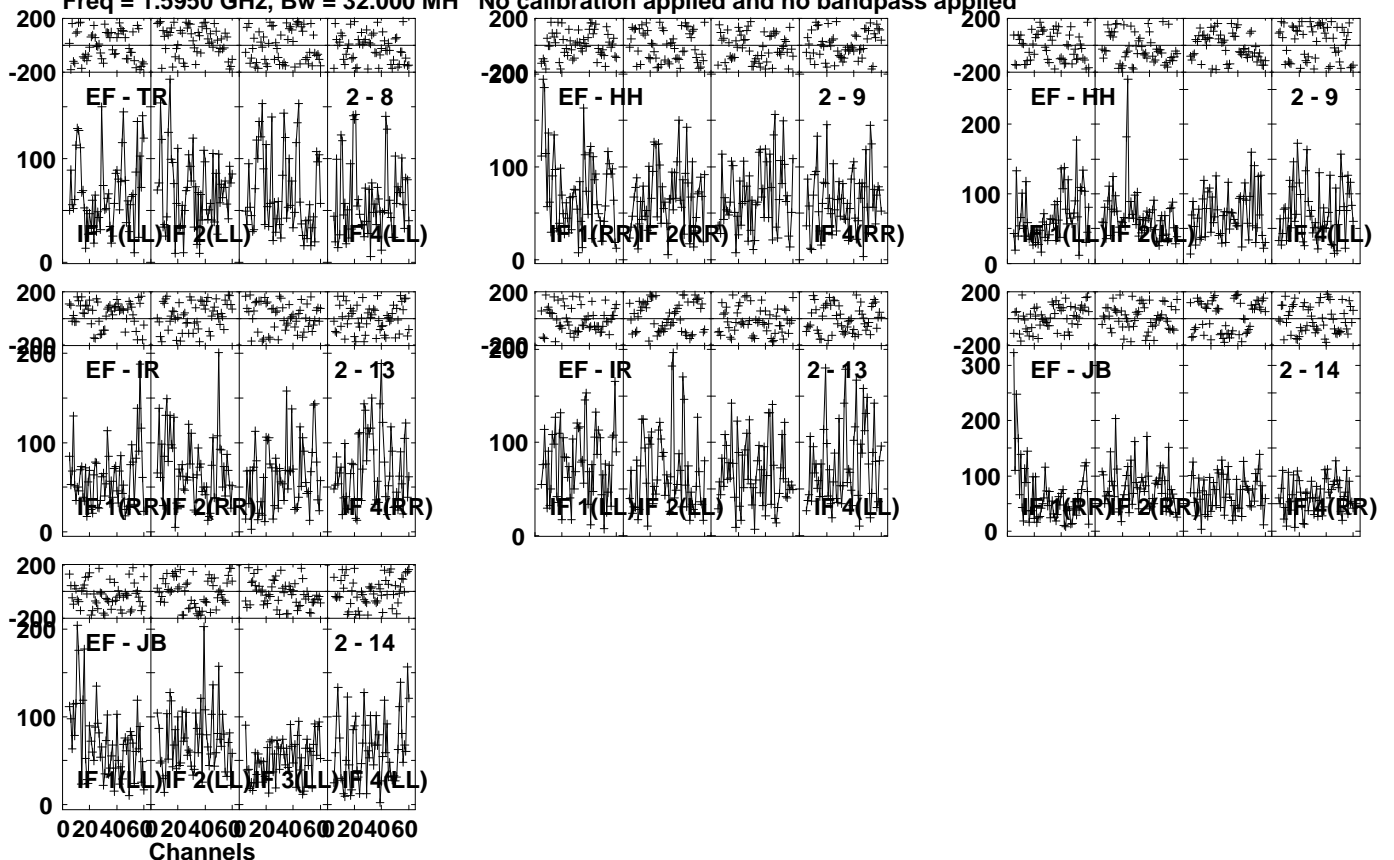 Freq = 1.5950 GHz, Bw = 32.000 MH No calibration applied and no bandpass applied
200
-200
EF - TR 2 - 8
100
IF 1(LL) IF 2(LL) IF 4(LL)
0
200
-200
200
EF - HH 2 - 9
100
IF 1(RR) IF 2(RR) IF 4(RR)
0
200
-200
EF - HH 2 - 9
200
100
IF 1(LL) IF 2(LL) IF 4(LL)
0
200
-200
200
EF - IR 2 - 13
100
IF 1(RR) IF 2(RR) IF 4(RR)
0
200
-200
200
EF - IR 2 - 13
100
IF 1(LL) IF 2(LL) IF 4(LL)
0
200
-200
300
EF - JB 2 - 14
200
100
IF 1(RR) IF 2(RR) IF 4(RR)
0
200
-200
200
EF - JB 2 - 14
100
IF 1(LL) IF 2(LL) IF 3(LL) IF 4(LL)
0
0 20 40 60 0 20 40 60 0 20 40 60 0 20 40 60
Channels